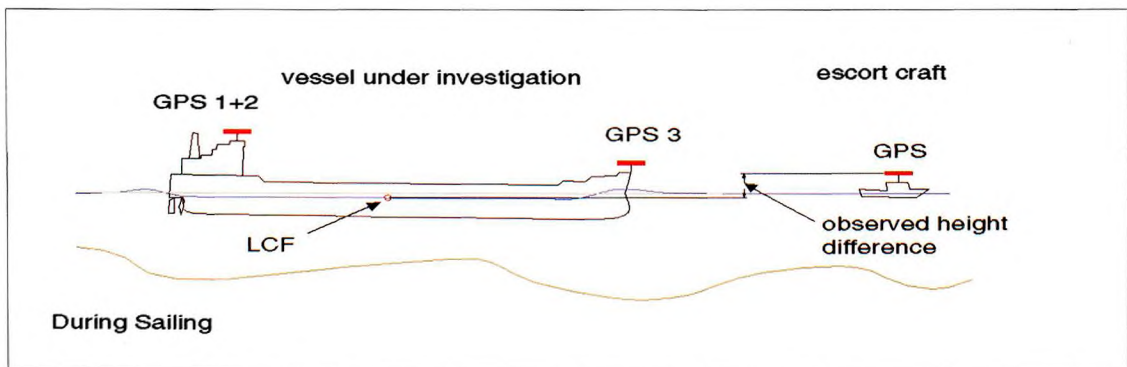 vessel under investigation
escort craft
GPS 1+2
GPS 3
GPS
LCF
observed height
difference
During Sailing